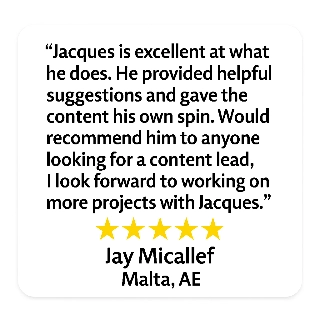 “Jacques is excellent at what
he does. He provided helpful
suggestions and gave the
content his own spin. Would
recommend him to anyone
looking for a content lead,
I look forward to working on
more projects with Jacques.”
Jay Micallef
Malta, AE